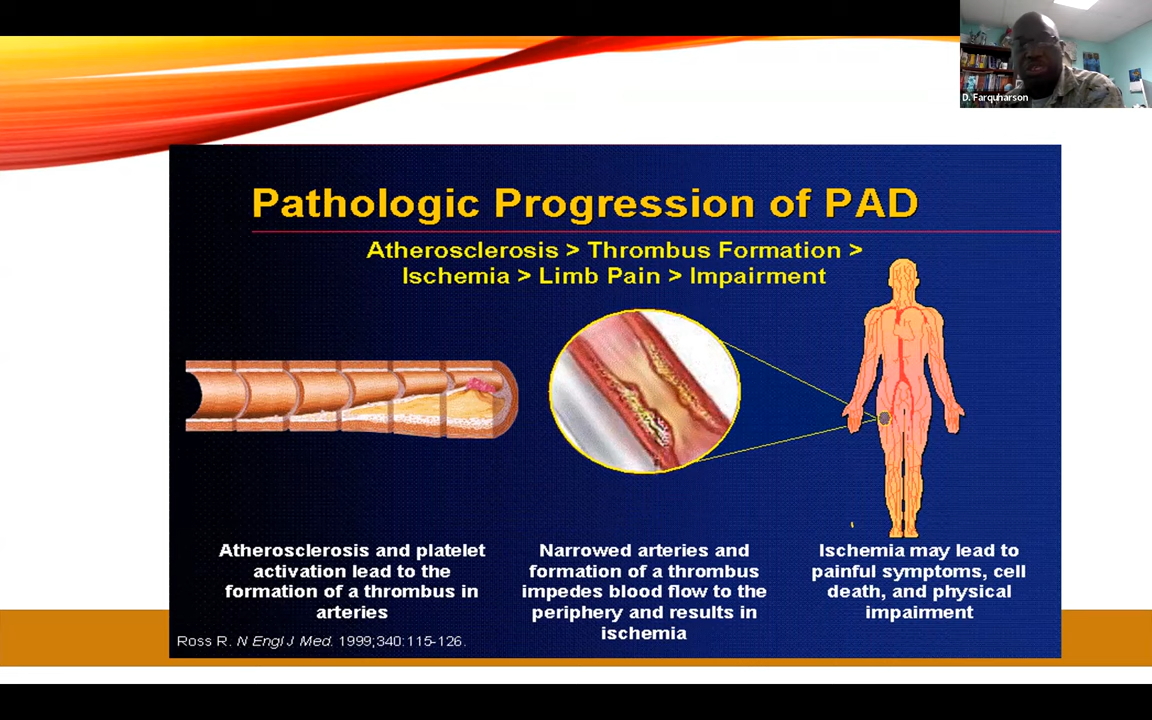 D. Farquharson
Pathologic Progression of PAD
Atherosclerosis > Thrombus Formation >
Ischemia > Limb Pain > Impairment
Atherosclerosis and platelet
activation lead to the
formation of a thrombus in
arteries
Narrowed arteries and
formation of a thrombus
impedes blood flow to the
periphery and results in
ischemia
Ischemia may lead to
painful symptoms, cell
death, and physical
impairment
Ross R. N Engl J Med. 1999;340:115-126.